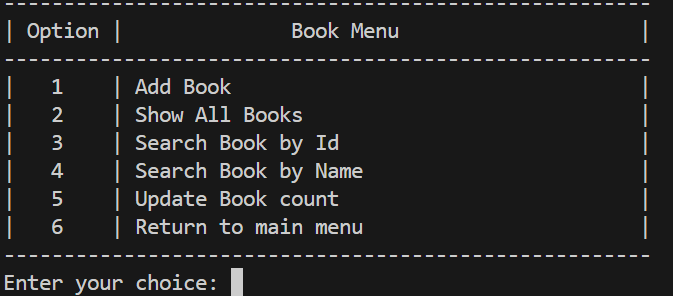 ------------------------------------------------------
| Option |              Book Menu                    |
------------------------------------------------------
|   1    | Add Book                                  |
|   2    | Show All Books                            |
|   3    | Search Book by Id                         |
|   4    | Search Book by Name                       |
|   5    | Update Book count                         |
|   6    | Return to main menu                       |
------------------------------------------------------
Enter your choice: